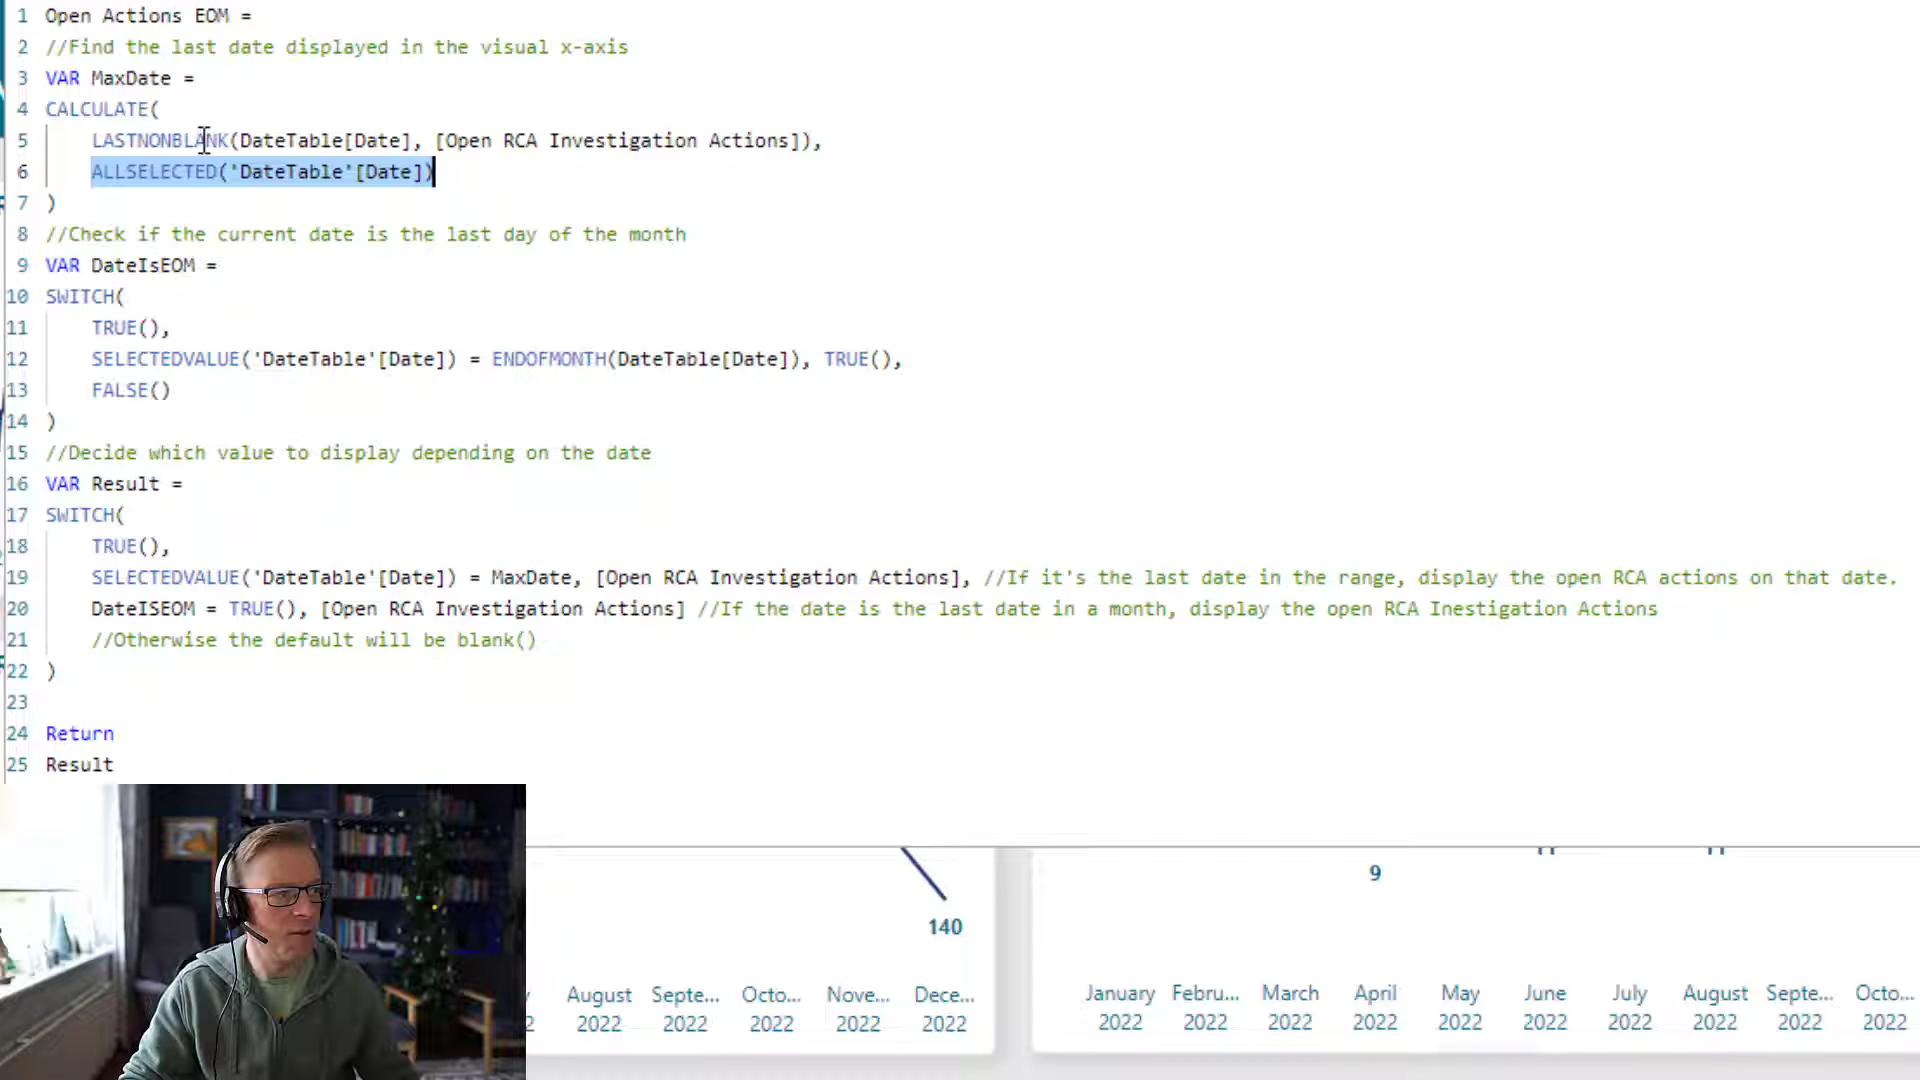 1 Open Actions EOM =
2 //Find the last date displayed in the visual x-axis
3 VAR MaxDate =
4 CALCULATE(
5 LASTNONBLANK(DateTable[Date], [Open RCA Investigation Actions]),
6 ALLSELECTED('DateTable'[Date])
7 )
8 //Check if the current date is the last day of the month
9 VAR DateIsEOM =
10 SWITCH(
11 TRUE(),
12 SELECTEDVALUE('DateTable'[Date]) = ENDOFMONTH(DateTable[Date]), TRUE(),
13 FALSE()
14 )
15 //Decide which value to display depending on the date
16 VAR Result =
17 SWITCH(
18 TRUE(),
19 SELECTEDVALUE('DateTable'[Date]) = MaxDate, [Open RCA Investigation Actions], //If it's the last date in the range, display the open RCA actions on that date.
20 DateISEOM = TRUE(), [Open RCA Investigation Actions] //If the date is the last date in a month, display the open RCA Inestigation Actions
21 //Otherwise the default will be blank()
22 )
23
24 Return
25 Result
140
August Septe... Octo... Nove... Dece...
2022 2022 2022 2022 2022
9
January Febru... March April May June July August Septe... Octo...
2022 2022 2022 2022 2022 2022 2022 2022 2022 2022